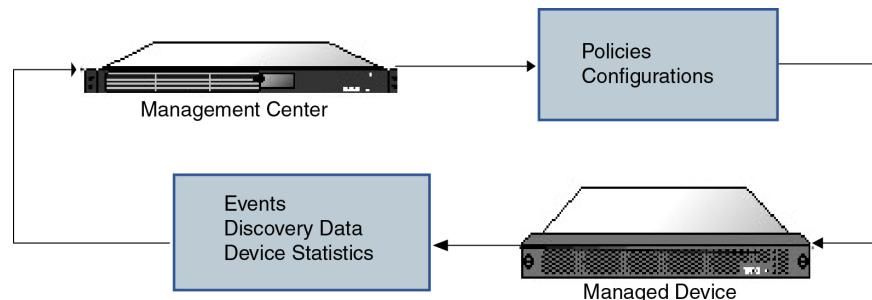 Policies
Configurations
Management Center
Events
Discovery Data
Device Statistics
Managed Device